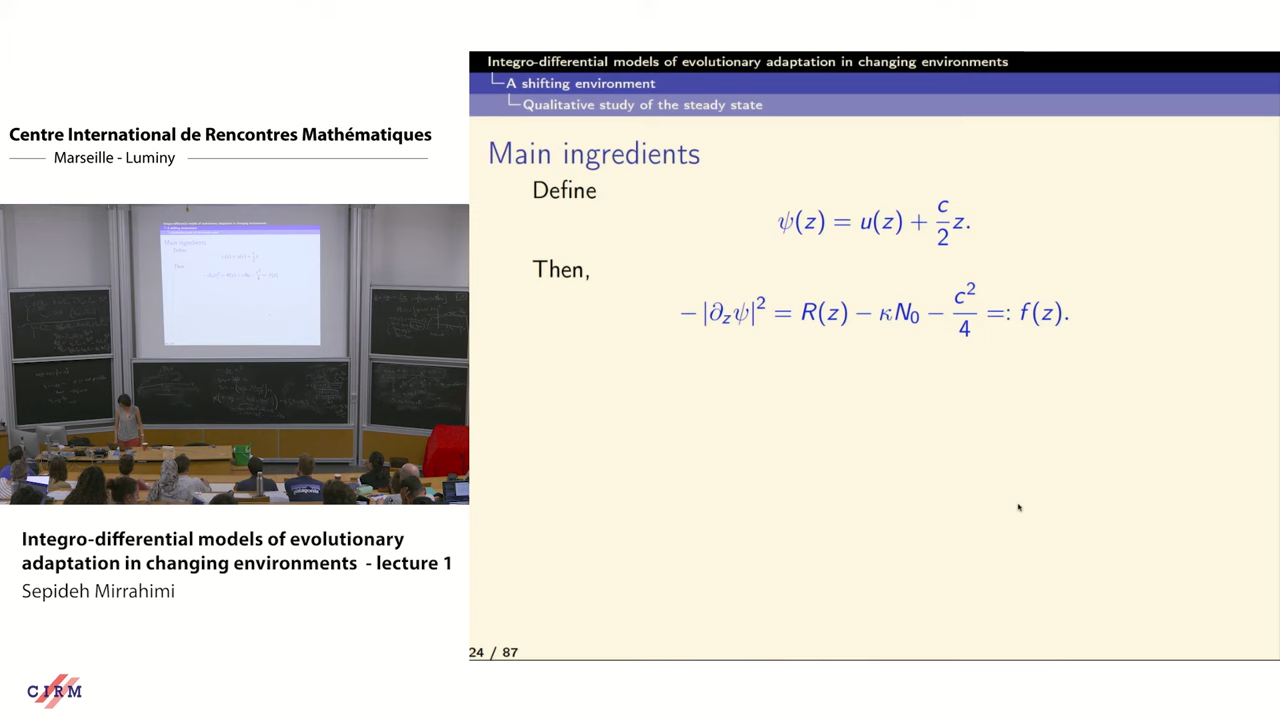 Centre International de Rencontres Mathématiques
Marseille - Luminy
Integro-differential models of evolutionary
adaptation in changing environments - lecture 1
Sepideh Mirrahimi
CIRM
Integro-differential models of evolutionary adaptation in changing environments
A shifting environment
Qualitative study of the steady state
Main ingredients
Define
ψ(z) = u(z) + c/2 z.
Then,
−|∂_zψ|² = R(z) − κN₀ − c²/4 =: f(z).
24 / 87